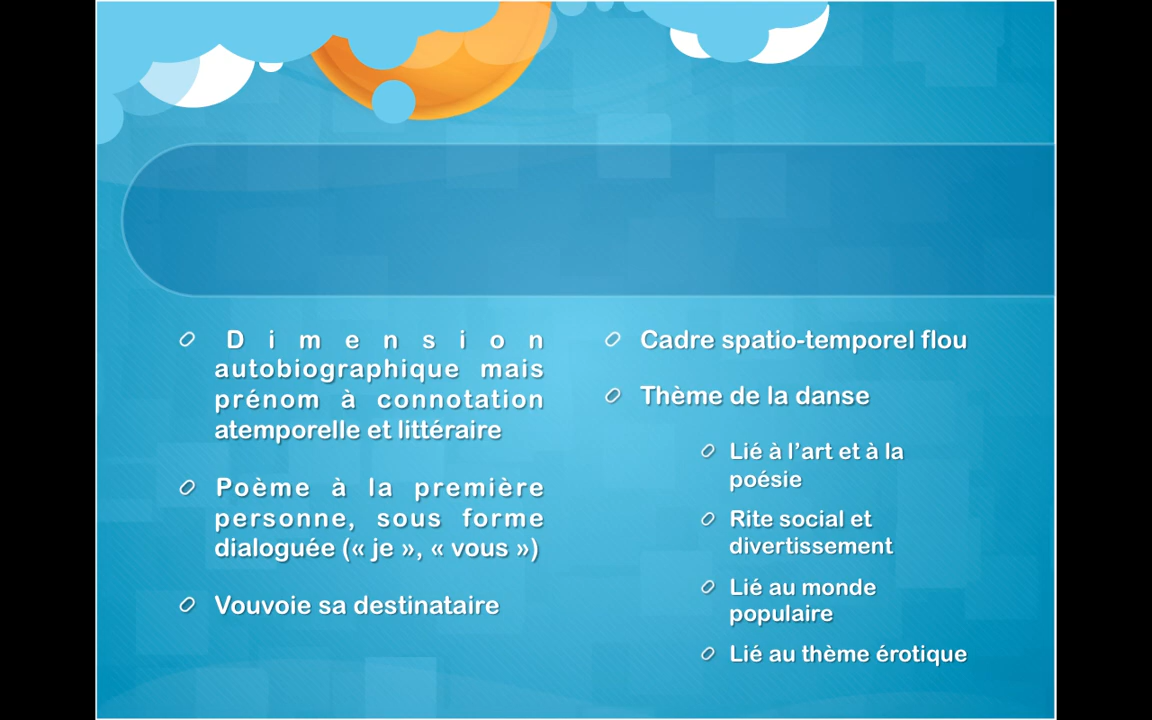 Dimension
autobiographique mais
prénom à connotation
atemporelle et littéraire
Poème à la première
personne, sous forme
dialoguée (« je », « vous »)
Vouvoie sa destinataire
Cadre spatio-temporel flou
Thème de la danse
Lié à l’art et à la
poésie
Rite social et
divertissement
Lié au monde
populaire
Lié au thème érotique